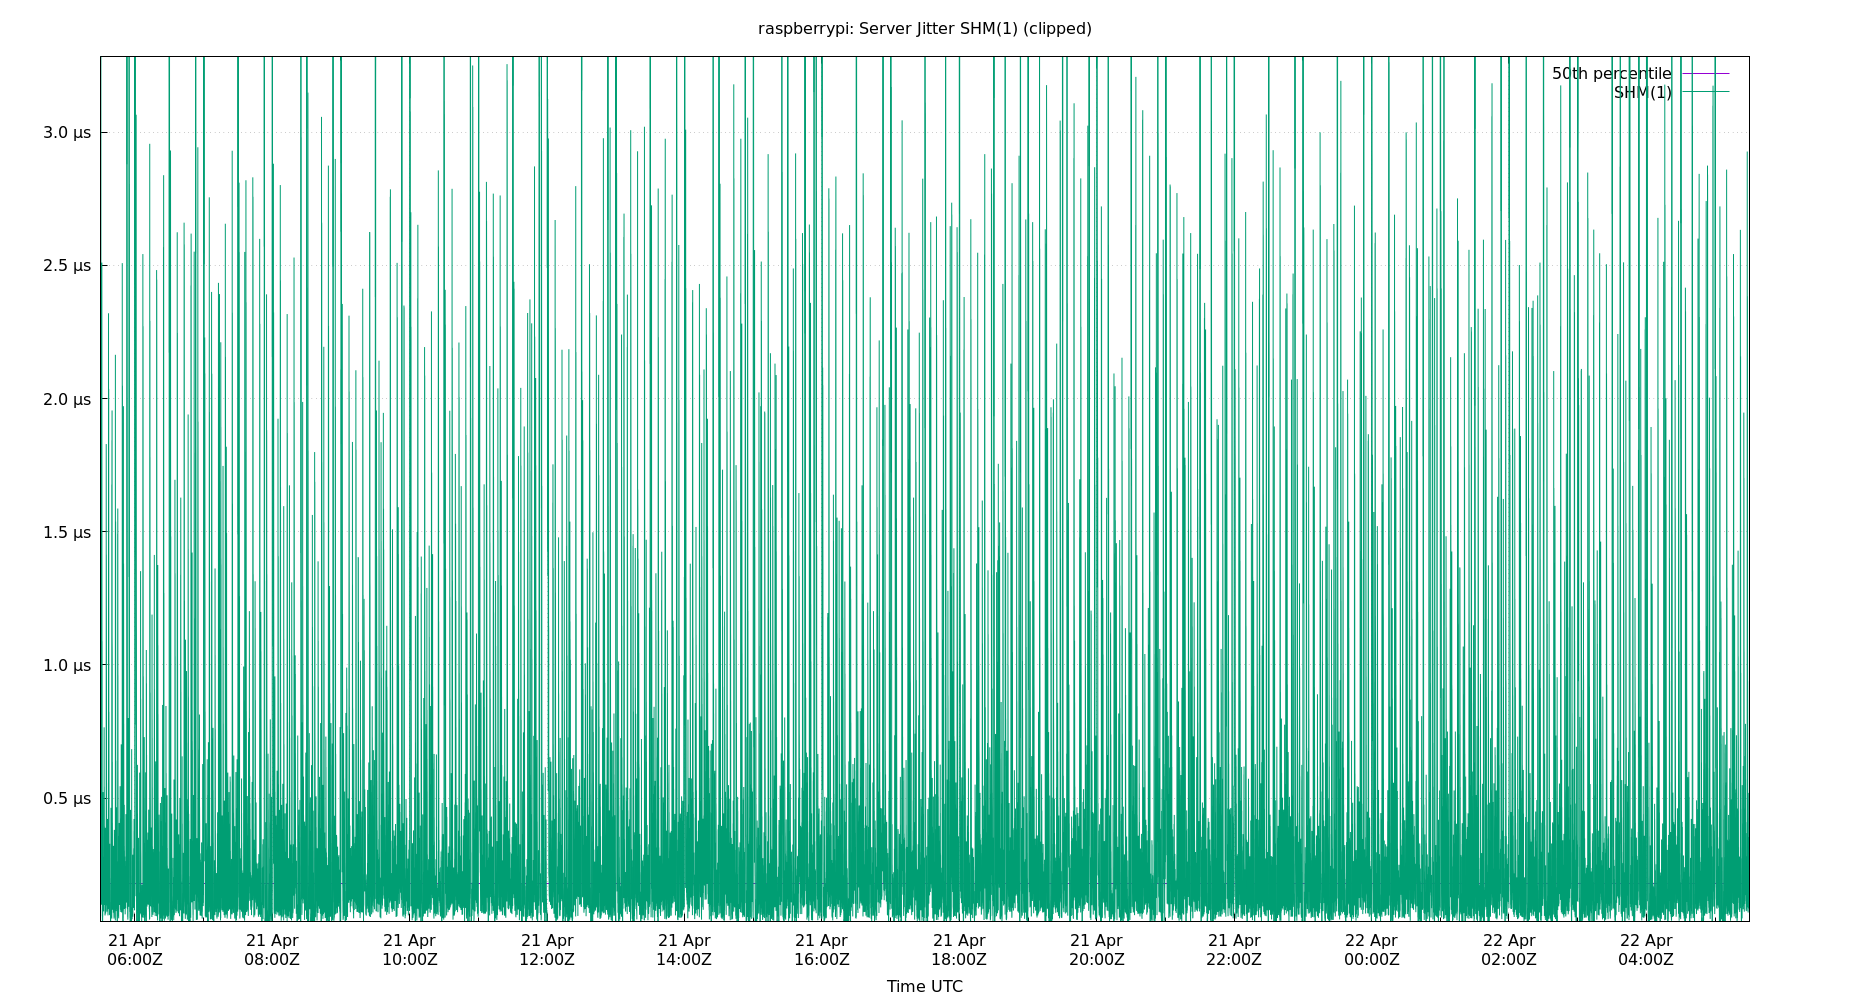 raspberrypi: Server Jitter SHM(1) (clipped)
50th percentile
SHM(1)
3.0 µs
2.5 µs
2.0 µs
1.5 µs
1.0 µs
0.5 µs
21 Apr 21 Apr 21 Apr 21 Apr 21 Apr 21 Apr 21 Apr 21 Apr 21 Apr 22 Apr 22 Apr 22 Apr
06:00Z 08:00Z 10:00Z 12:00Z 14:00Z 16:00Z 18:00Z 20:00Z 22:00Z 00:00Z 02:00Z 04:00Z
Time UTC